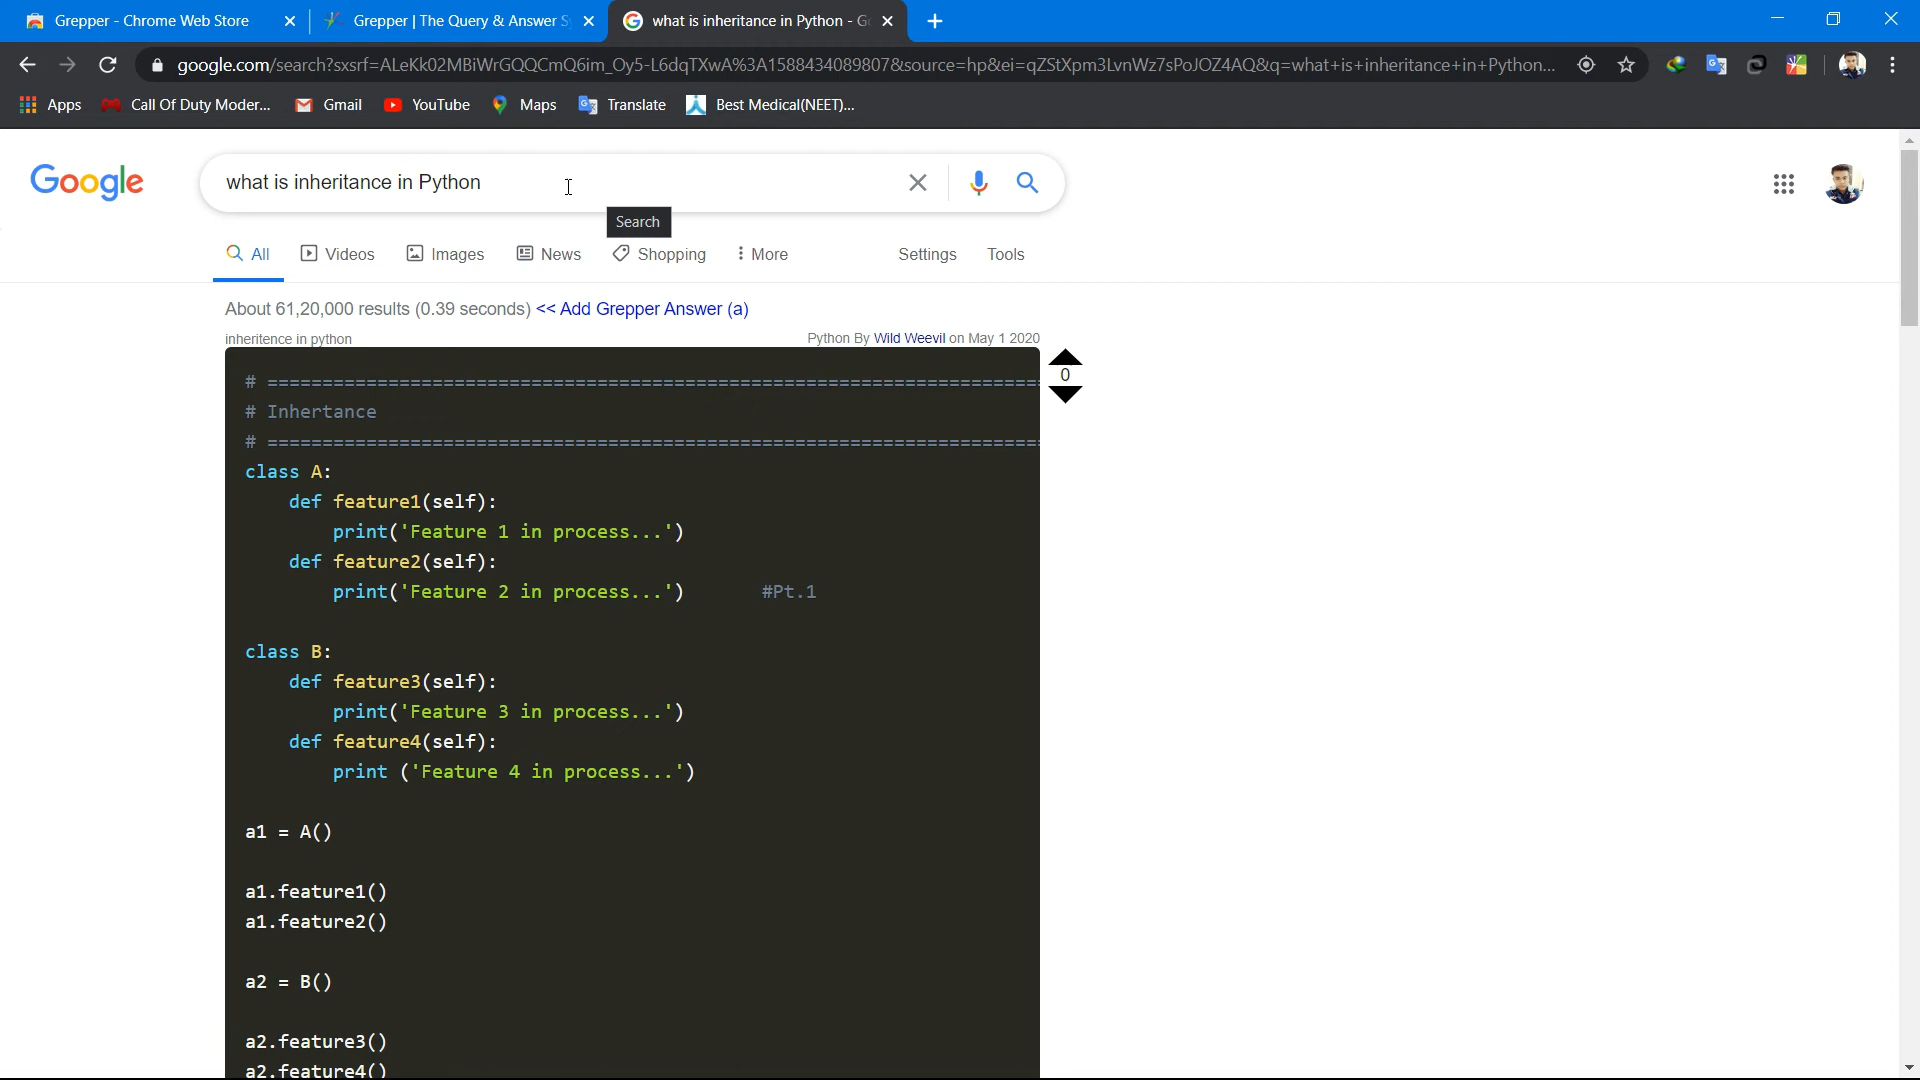 Grepper - Chrome Web Store
Grepper | The Query & Answer S
what is inheritance in Python - G
google.com/search?sxsrf=ALeKk02MBiWrGQQCmQ6im_Oy5-L6dqTXwA%3A1588434089807&source=hp&ei=qZStXpm3LvnWz7sPoJOZ4AQ&q=what+is+inheritance+in+Python...
Apps
Call Of Duty Moder...
Gmail
YouTube
Maps
Translate
Best Medical(NEET)...
Google
what is inheritance in Python
Search
All
Videos
Images
News
Shopping
More
Settings
Tools
About 61,20,000 results (0.39 seconds) << Add Grepper Answer (a)
inheritence in python
Python By Wild Weevil on May 1 2020
0
# ======================================================================
# Inhertance
# ======================================================================
class A:
def feature1(self):
print('Feature 1 in process...')
def feature2(self):
print('Feature 2 in process...') #Pt.1
class B:
def feature3(self):
print('Feature 3 in process...')
def feature4(self):
print ('Feature 4 in process...')
a1 = A()
a1.feature1()
a1.feature2()
a2 = B()
a2.feature3()
a2.feature4()